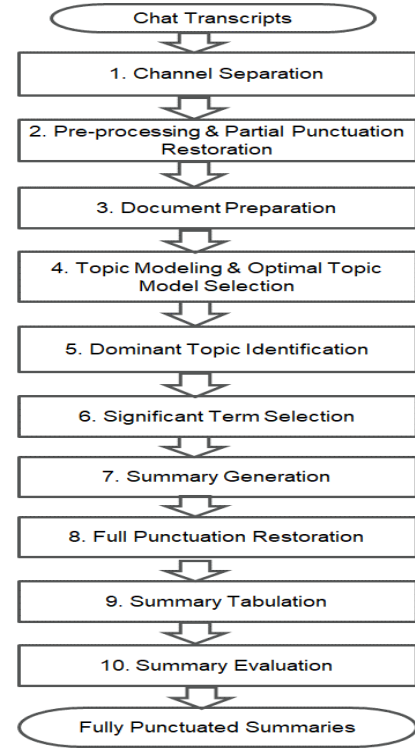 Chat Transcripts
1. Channel Separation
2. Pre-processing & Partial Punctuation
Restoration
3. Document Preparation
4. Topic Modeling & Optimal Topic
Model Selection
5. Dominant Topic Identification
6. Significant Term Selection
7. Summary Generation
8. Full Punctuation Restoration
9. Summary Tabulation
10. Summary Evaluation
Fully Punctuated Summaries